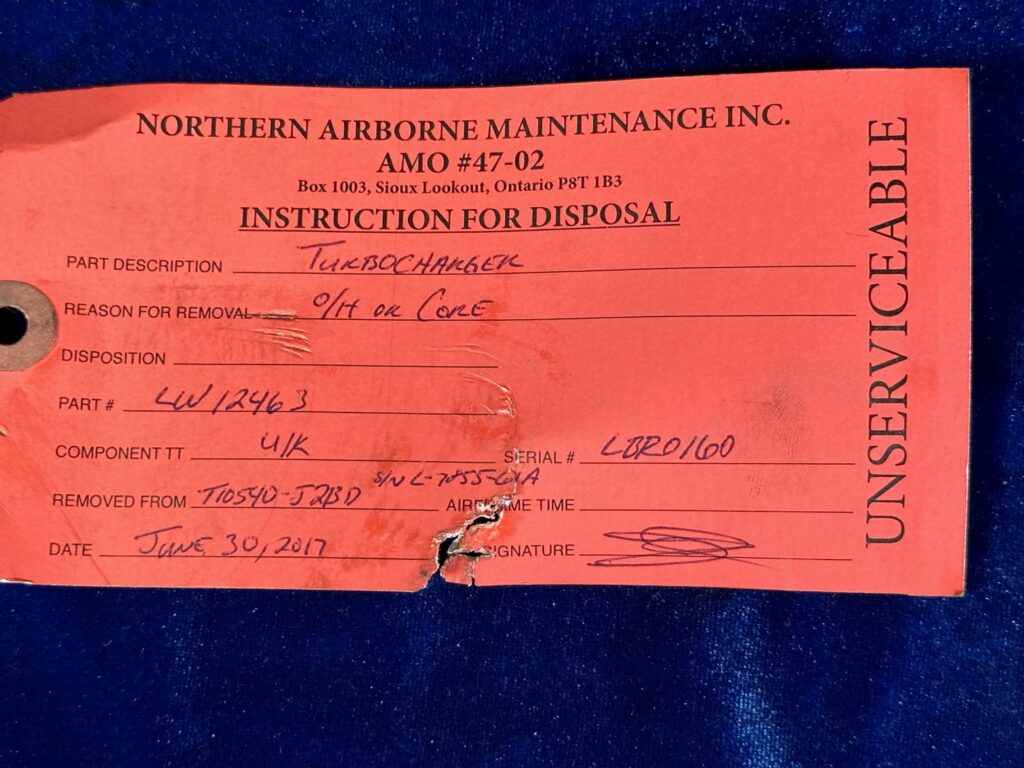 NORTHERN AIRBORNE MAINTENANCE INC.
AMO #47-02
Box 1003, Sioux Lookout, Ontario P8T 1B3
INSTRUCTION FOR DISPOSAL
PART DESCRIPTION TURBOCHARGER
REASON FOR REMOVAL O/H OR CORE
DISPOSITION
PART # LW12463
COMPONENT TT U/K
SERIAL # LBR0160
REMOVED FROM TIO540-J2BD S/N L-7855-61A
AIRFRAME TIME
DATE JUNE 30, 2017
SIGNATURE
UNSERVICEABLE